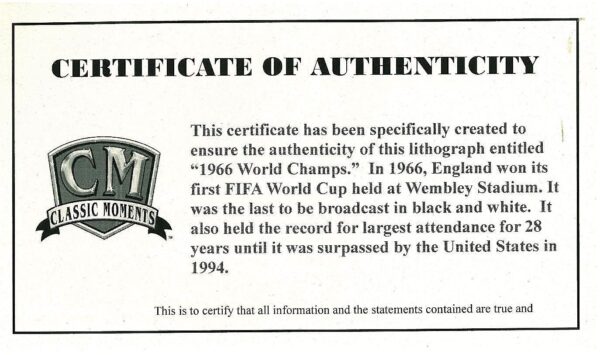 CERTIFICATE OF AUTHENTICITY
This certificate has been specifically created to
ensure the authenticity of this lithograph entitled
“1966 World Champs.”  In 1966, England won its
first FIFA World Cup held at Wembley Stadium. It
was the last to be broadcast in black and white.  It
also held the record for largest attendance for 28
years until it was surpassed by the United States in
1994.
CM
CLASSIC MOMENTS
™
This is to certify that all information and the statements contained are true and